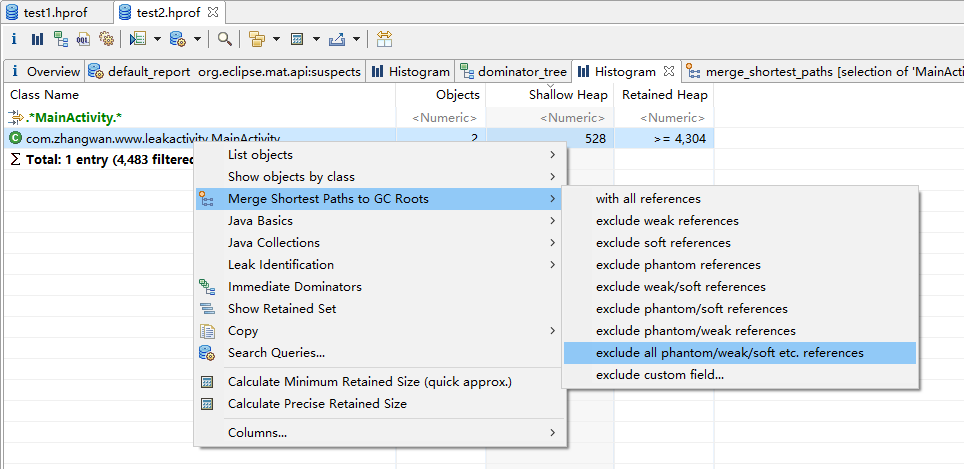 test1.hprof
test2.hprof
i
OQL
i Overview
default_report org.eclipse.mat.api:suspects
Histogram
dominator_tree
Histogram
merge_shortest_paths [selection of 'MainActi
Class Name
Objects
Shallow Heap
Retained Heap
.*MainActivity.*
<Numeric>
<Numeric>
<Numeric>
com.zhangwan.www.leakactivity.MainActivity
2
528
>= 4,304
Σ Total: 1 entry (4,483 filtered
List objects
Show objects by class
Merge Shortest Paths to GC Roots
Java Basics
Java Collections
Leak Identification
Immediate Dominators
Show Retained Set
Copy
Search Queries...
Calculate Minimum Retained Size (quick approx.)
Calculate Precise Retained Size
Columns...
with all references
exclude weak references
exclude soft references
exclude phantom references
exclude weak/soft references
exclude phantom/soft references
exclude phantom/weak references
exclude all phantom/weak/soft etc. references
exclude custom field...